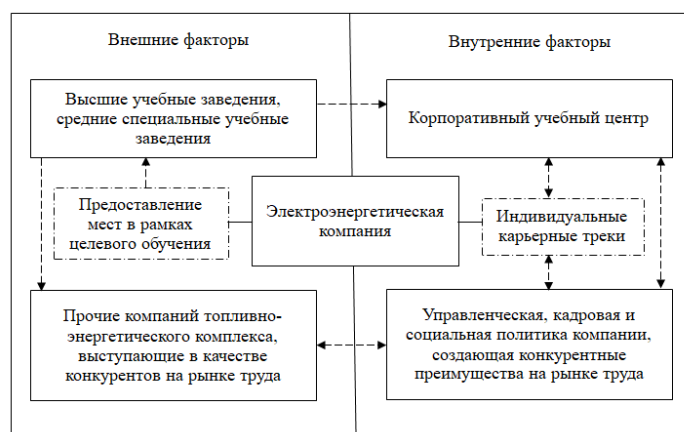 Внешние факторы
Внутренние факторы
Высшие учебные заведения,
средние специальные учебные
заведения
Корпоративный учебный центр
Предоставление
мест в рамках
целевого обучения
Электроэнергетическая
компания
Индивидуальные
карьерные треки
Прочие компаний топливно-
энергетического комплекса,
выступающие в качестве
конкурентов на рынке труда
Управленческая, кадровая и
социальная политика компании,
создающая конкурентные
преимущества на рынке труда